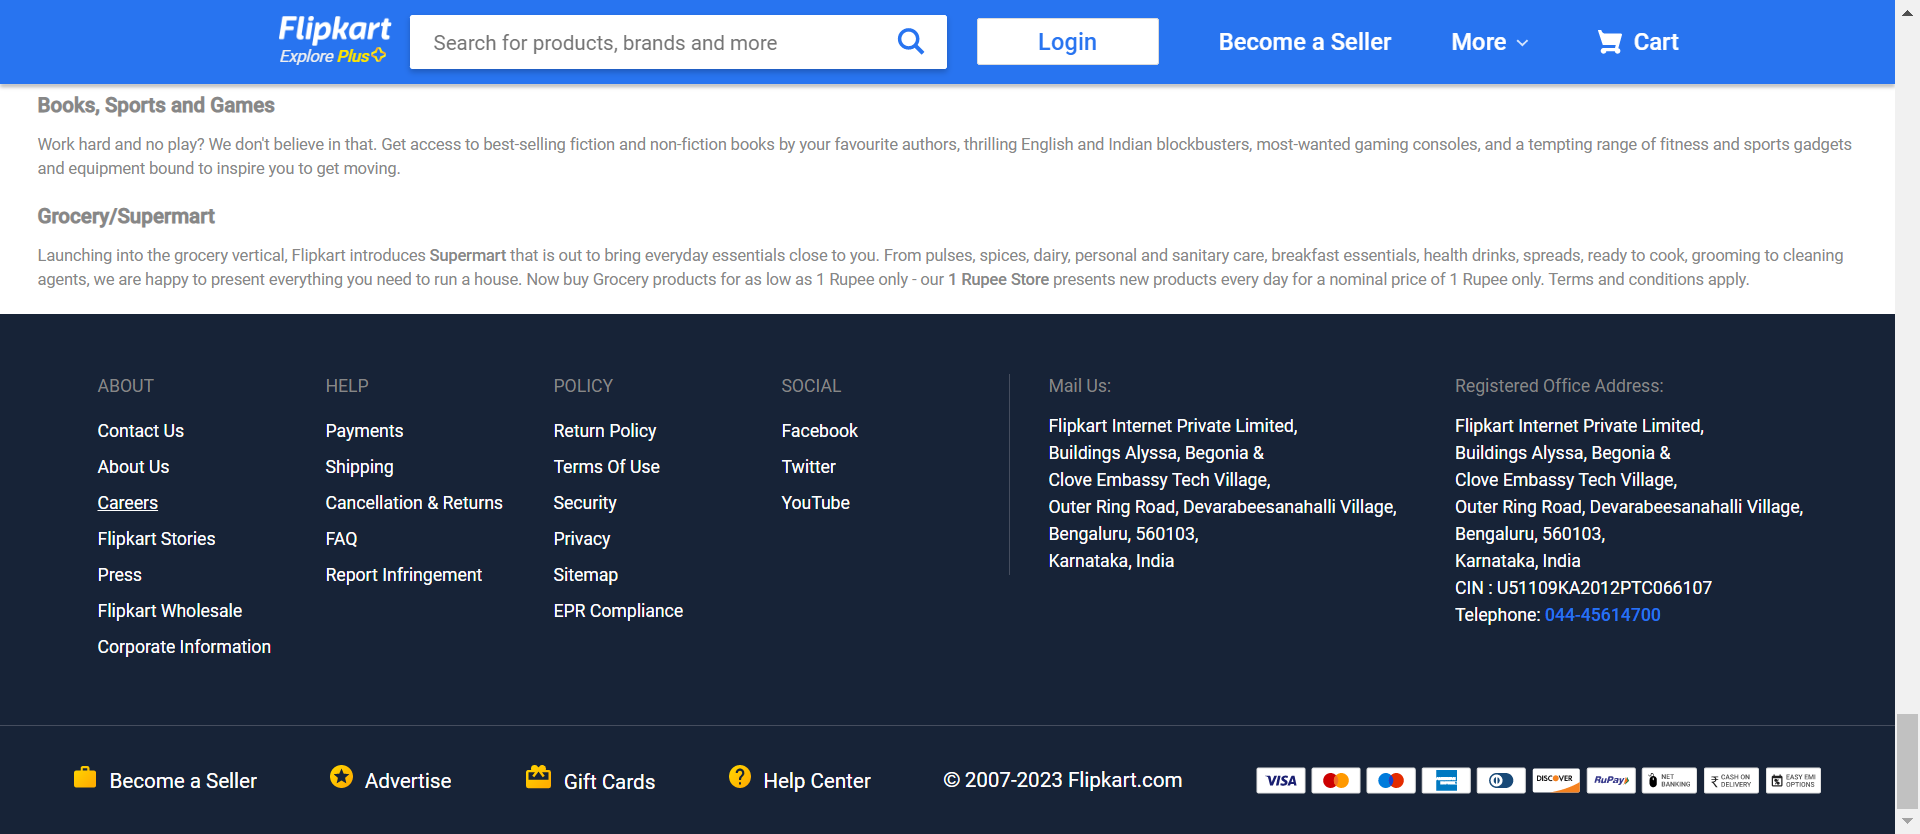 Flipkart
Explore Plus
Search for products, brands and more
Login
Become a Seller
More
Cart
Books, Sports and Games
Work hard and no play? We don't believe in that. Get access to best-selling fiction and non-fiction books by your favourite authors, thrilling English and Indian blockbusters, most-wanted gaming consoles, and a tempting range of fitness and sports gadgets
and equipment bound to inspire you to get moving.
Grocery/Supermart
Launching into the grocery vertical, Flipkart introduces Supermart that is out to bring everyday essentials close to you. From pulses, spices, dairy, personal and sanitary care, breakfast essentials, health drinks, spreads, ready to cook, grooming to cleaning
agents, we are happy to present everything you need to run a house. Now buy Grocery products for as low as 1 Rupee only - our 1 Rupee Store presents new products every day for a nominal price of 1 Rupee only. Terms and conditions apply.
ABOUT
Contact Us
About Us
Careers
Flipkart Stories
Press
Flipkart Wholesale
Corporate Information
HELP
Payments
Shipping
Cancellation & Returns
FAQ
Report Infringement
POLICY
Return Policy
Terms Of Use
Security
Privacy
Sitemap
EPR Compliance
SOCIAL
Facebook
Twitter
YouTube
Mail Us:
Flipkart Internet Private Limited,
Buildings Alyssa, Begonia &
Clove Embassy Tech Village,
Outer Ring Road, Devarabeesanahalli Village,
Bengaluru, 560103,
Karnataka, India
Registered Office Address:
Flipkart Internet Private Limited,
Buildings Alyssa, Begonia &
Clove Embassy Tech Village,
Outer Ring Road, Devarabeesanahalli Village,
Bengaluru, 560103,
Karnataka, India
CIN : U51109KA2012PTC066107
Telephone: 044-45614700
Become a Seller
Advertise
Gift Cards
Help Center
© 2007-2023 Flipkart.com
VISA
DISCOVER
RuPay
NET
BANKING
₹ CASH ON
DELIVERY
EASY EMI
OPTIONS